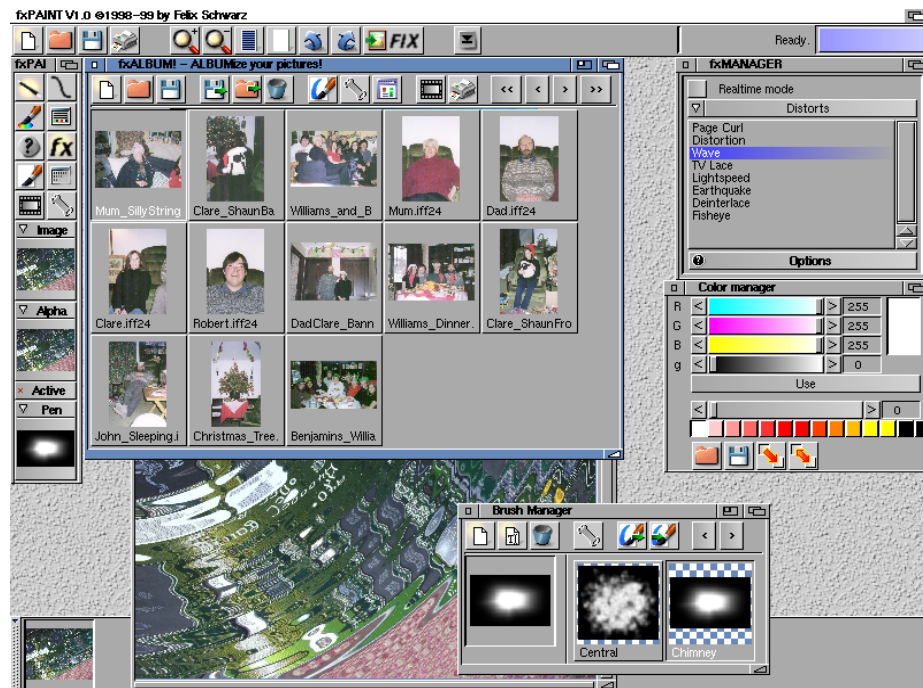 fxPAINT V1.0 ©1998-99 by Felix Schwarz
FIX
Ready.
fxPAI
fx
Image
Alpha
Active
Pen
fxALBUM! - ALBUMize your pictures!
<< < > >>
Mum_SillyString
Clare_ShaunBa
Williams_and_B
Mum.iff24
Dad.iff24
Clare.iff24
Robert.iff24
DadClare_Bann
Williams_Dinner.
Clare_ShaunFro
John_Sleeping.i
Christmas_Tree.
Benjamins_Willia
fxMANAGER
Realtime mode
Distorts
Page Curl
Distortion
Wave
TV Lace
Lightspeed
Earthquake
Deinterlace
Fisheye
Options
Color manager
R < > 255
G < > 255
B < > 255
g < > 0
Use
< > 0
Brush Manager
TI
< >
Central
Chimney